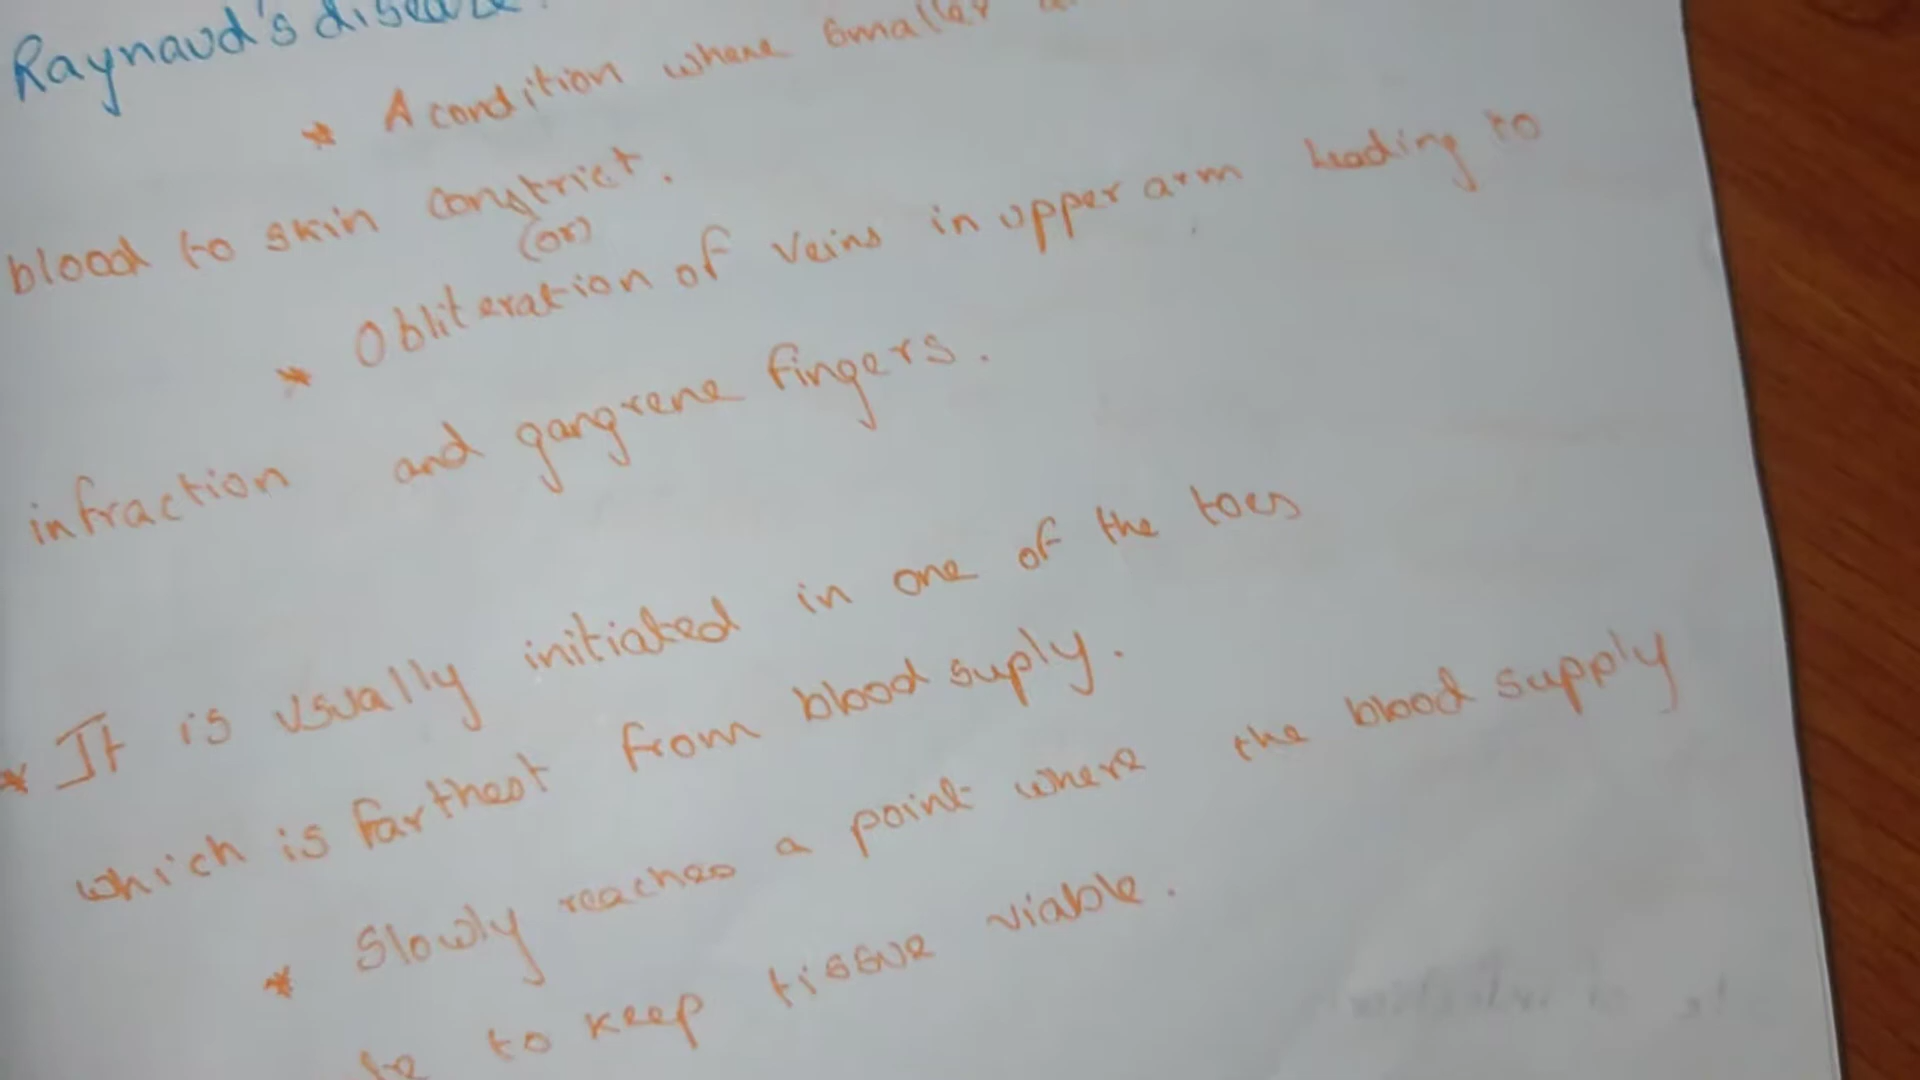 Raynaud's disease
* A condition where smaller
blood to skin constrict.
(or)
* Obliteration of veins in upper arm leading to
infraction and gangrene fingers.
* It is usually initiated in one of the toes
which is farthest from blood suply.
* Slowly reaches a point where the blood supply
to keep tissue viable.